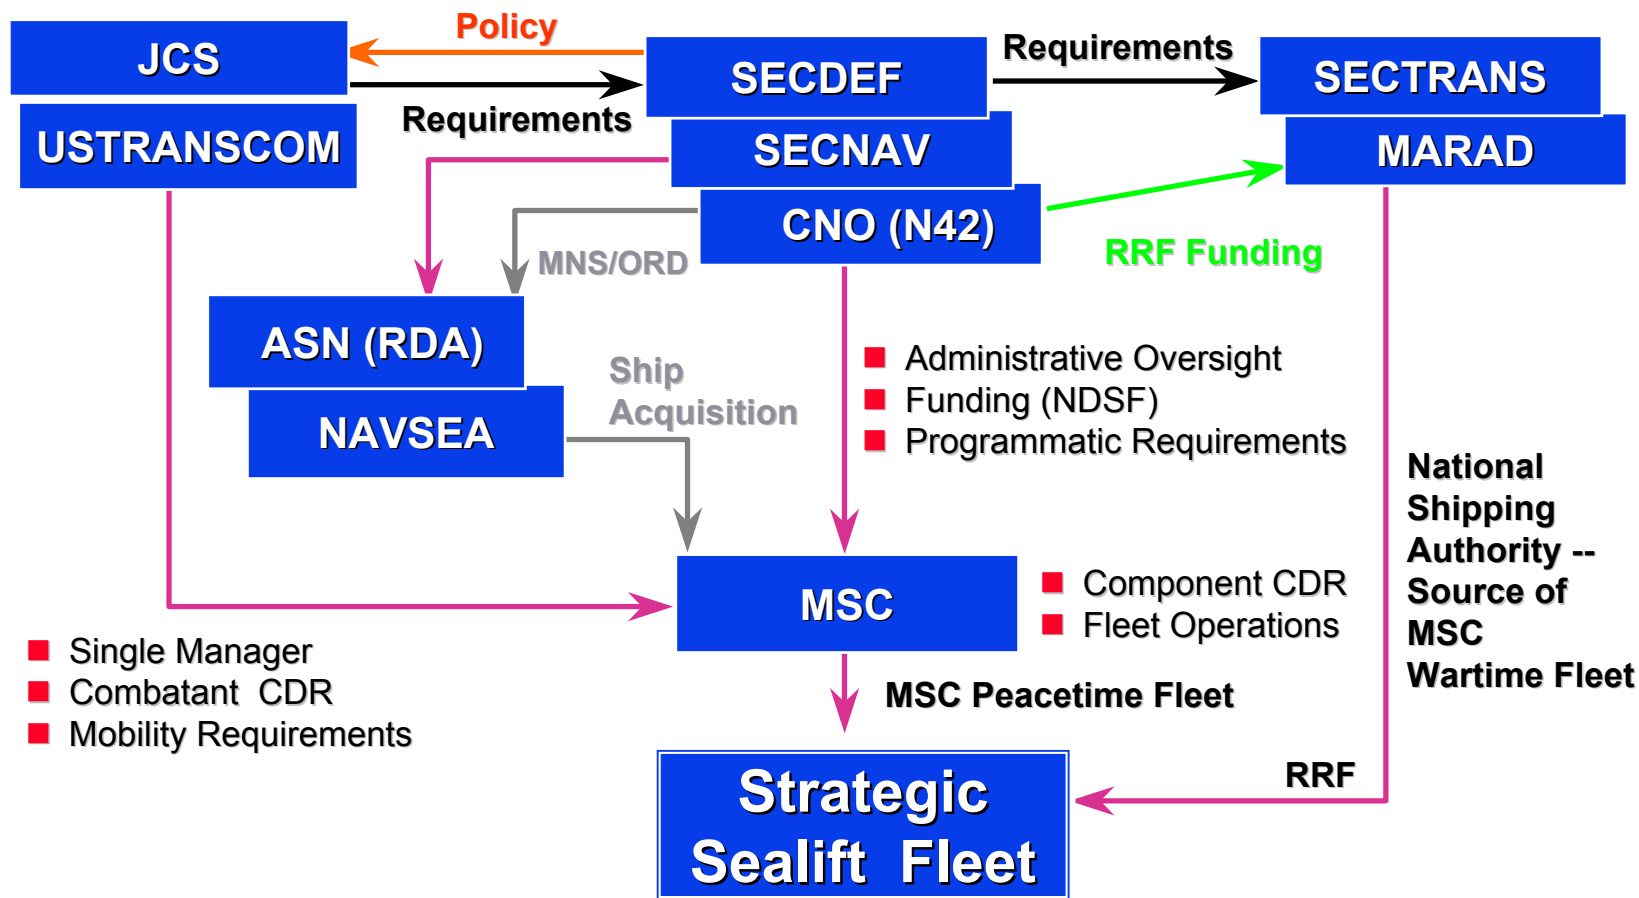 Policy
JCS
Requirements
SECDEF
Requirements
SECTRANS
USTRANSCOM
SECNAV
MARAD
CNO (N42)
MNS/ORD
RRF Funding
ASN (RDA)
NAVSEA
Ship
Acquisition
Administrative Oversight
Funding (NDSF)
Programmatic Requirements
National
Shipping
Authority --
Source of
MSC
Wartime Fleet
MSC
Component CDR
Fleet Operations
Single Manager
Combatant CDR
Mobility Requirements
MSC Peacetime Fleet
RRF
Strategic
Sealift Fleet